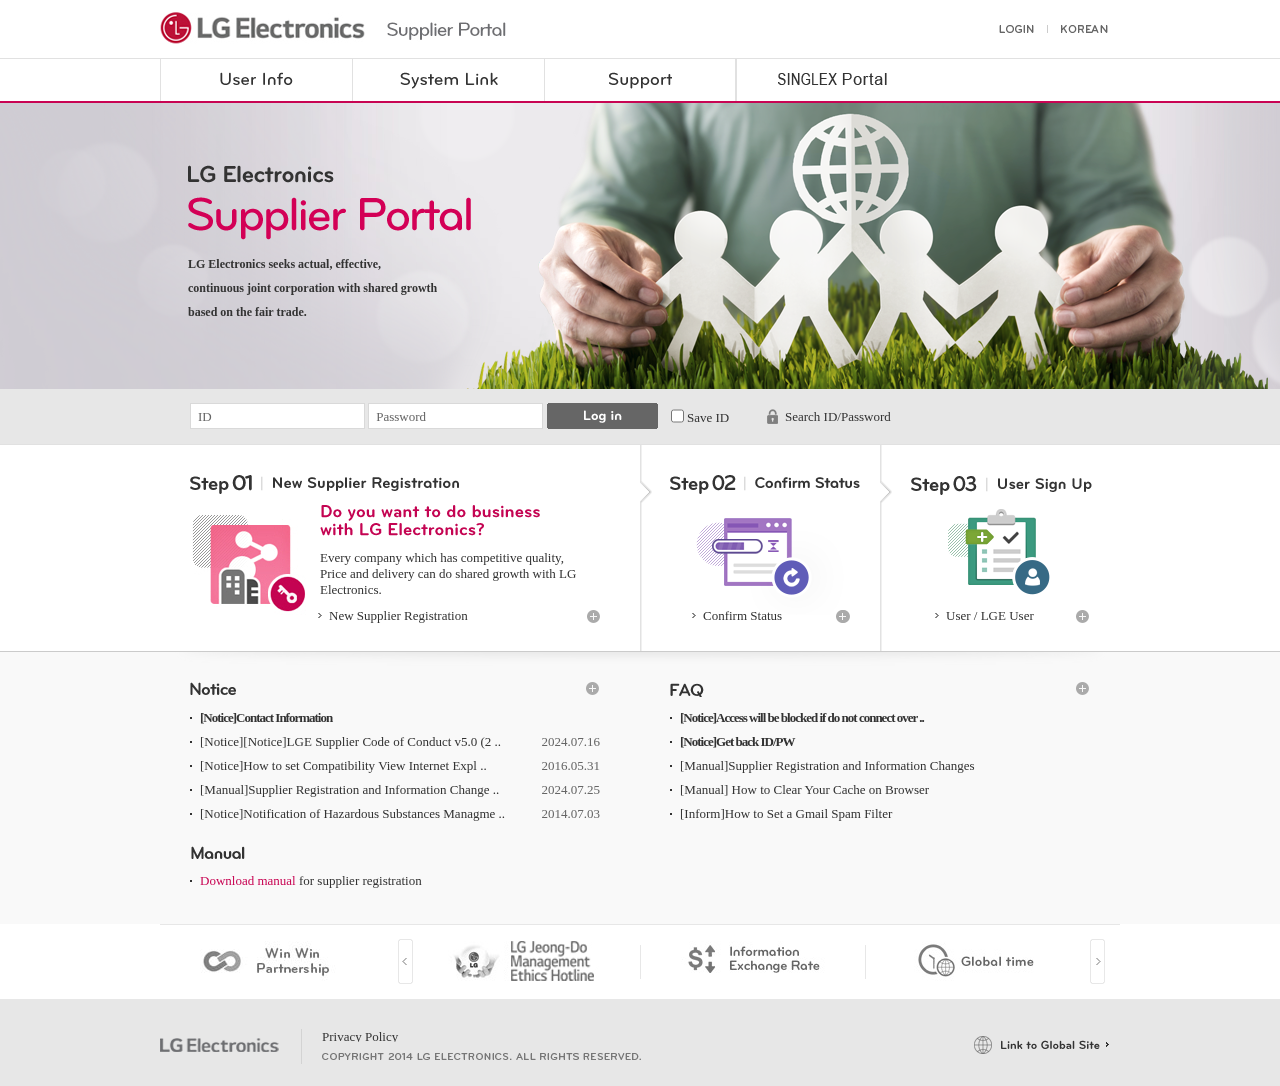 LG Electronics Supplier Portal
LOGIN KOREAN
User Info System Link Support SINGLEX Portal
LG Electronics
Supplier Portal
LG Electronics seeks actual, effective,
continuous joint corporation with shared growth
based on the fair trade.
ID Password Log in Save ID Search ID/Password
Step 01 New Supplier Registration
Do you want to do business
with LG Electronics?
Every company which has competitive quality,
Price and delivery can do shared growth with LG
Electronics.
New Supplier Registration
Step 02 Confirm Status
Confirm Status
Step 03 User Sign Up
User / LGE User
Notice
[Notice]Contact Information
[Notice][Notice]LGE Supplier Code of Conduct v5.0 (2 .. 2024.07.16
[Notice]How to set Compatibility View Internet Expl .. 2016.05.31
[Manual]Supplier Registration and Information Change .. 2024.07.25
[Notice]Notification of Hazardous Substances Managme .. 2014.07.03
FAQ
[Notice]Access will be blocked if do not connect over ..
[Notice]Get back ID/PW
[Manual]Supplier Registration and Information Changes
[Manual] How to Clear Your Cache on Browser
[Inform]How to Set a Gmail Spam Filter
Manual
Download manual for supplier registration
Win Win
Partnership
LG Jeong-Do
Management
Ethics Hotline
Information
Exchange Rate
Global time
LG Electronics
Privacy Policy
COPYRIGHT 2014 LG ELECTRONICS. ALL RIGHTS RESERVED.
Link to Global Site